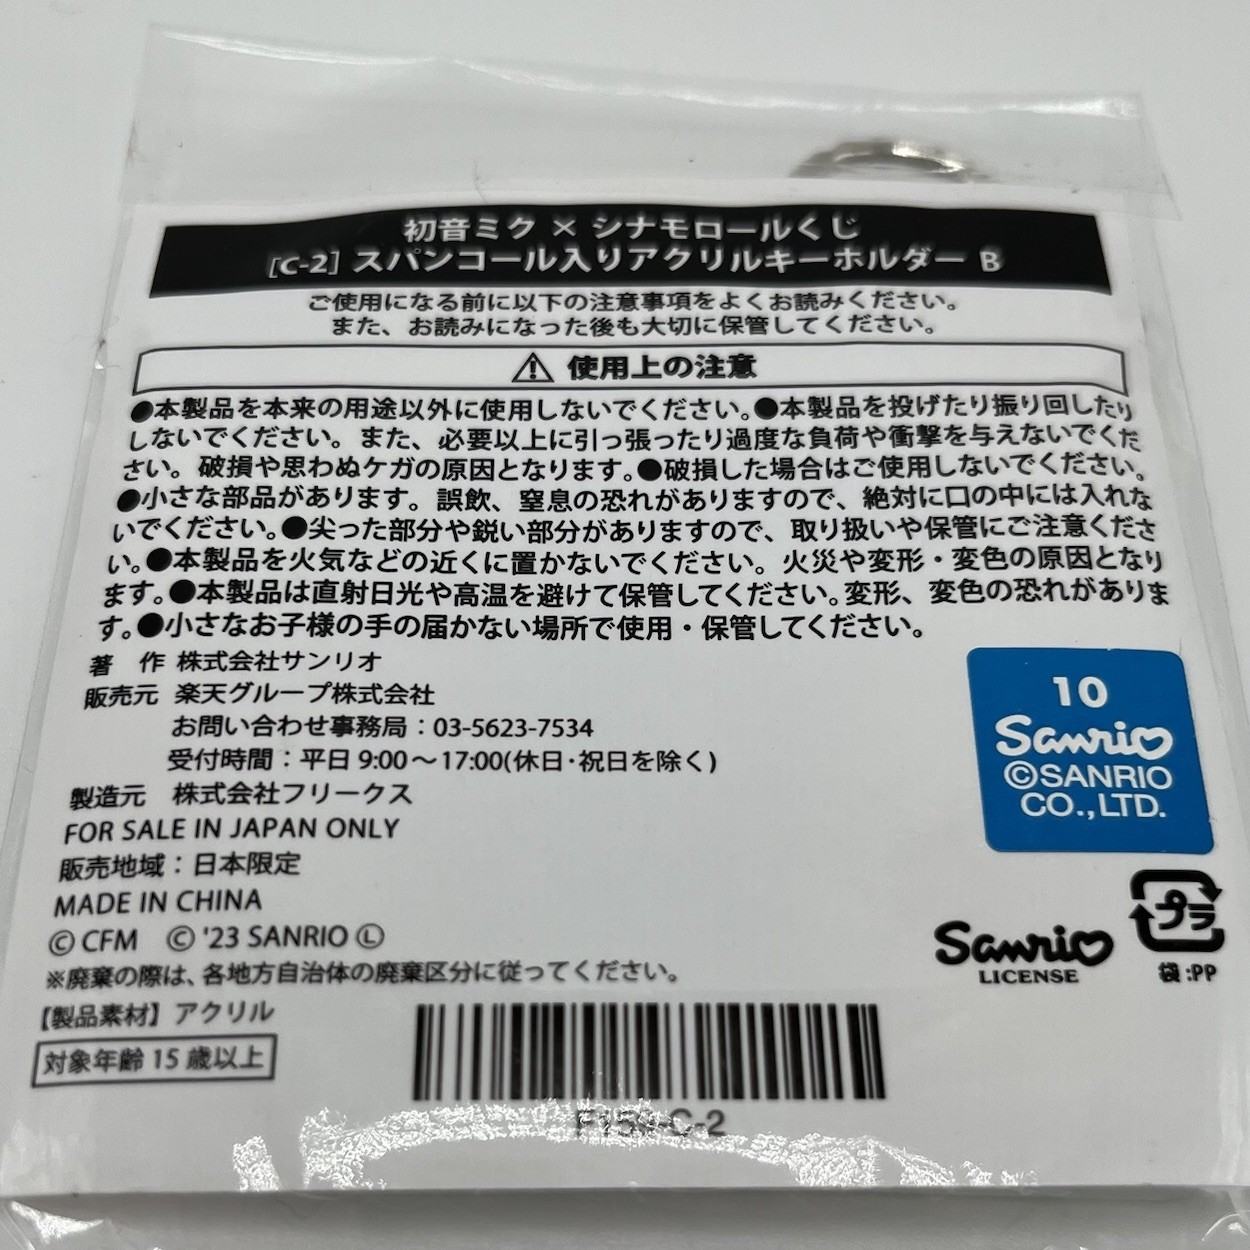 初音ミク × シナモロールくじ
[C-2] スパンコール入りアクリルキーホルダー B
ご使用になる前に以下の注意事項をよくお読みください。
また、お読みになった後も大切に保管してください。
⚠ 使用上の注意
●本製品を本来の用途以外に使用しないでください。●本製品を投げたり振り回したり
しないでください。また、必要以上に引っ張ったり過度な負荷や衝撃を与えないでくだ
さい。破損や思わぬケガの原因となります。●破損した場合はご使用しないでください。
●小さな部品があります。誤飲、窒息の恐れがありますので、絶対に口の中には入れな
いでください。●尖った部分や鋭い部分がありますので、取り扱いや保管にご注意くださ
い。●本製品を火気などの近くに置かないでください。火災や変形・変色の原因となり
ます。●本製品は直射日光や高温を避けて保管してください。変形、変色の恐れがありま
す。●小さなお子様の手の届かない場所で使用・保管してください。
著 作 株式会社サンリオ
販売元 楽天グループ株式会社
お問い合わせ事務局：03-5623-7534
受付時間：平日 9:00～17:00(休日･祝日を除く)
製造元 株式会社フリークス
FOR SALE IN JAPAN ONLY
販売地域：日本限定
MADE IN CHINA
© CFM © '23 SANRIO Ⓛ
※廃棄の際は、各地方自治体の廃棄区分に従ってください。
【製品素材】アクリル
対象年齢 15 歳以上
10
Sanrio
©SANRIO
CO.,LTD.
Sanrio
LICENSE
プラ
袋:PP